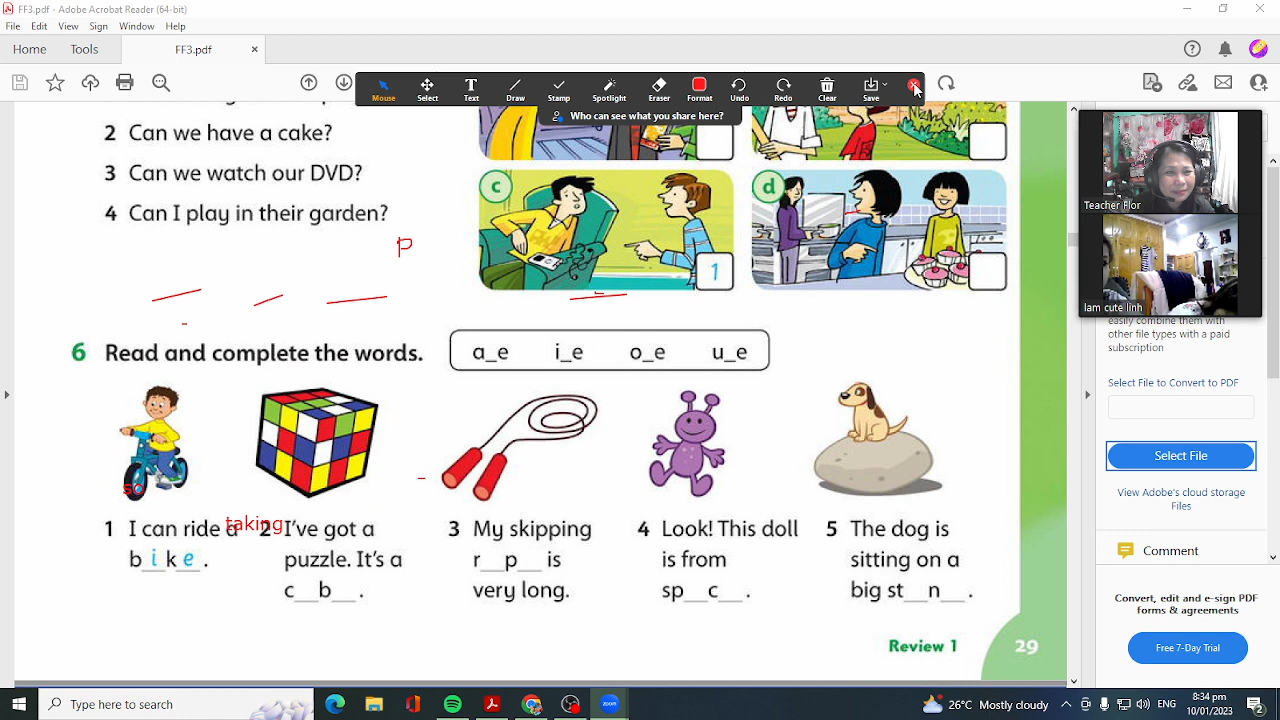 FF3.pdf - Adobe Acrobat Reader (64-bit)
File Edit View Sign Window Help
Home Tools FF3.pdf
Mouse Select Text Draw Stamp Spotlight Eraser Format Undo Redo Clear Save
Who can see what you share here?
2 Can we have a cake?
3 Can we watch our DVD?
4 Can I play in their garden?
P
c
1
d
6 Read and complete the words.
a_e i_e o_e u_e
so
taking
1 I can ride a
b i k e .
2 I've got a
puzzle. It's a
c__b__ .
3 My skipping
r__p__ is
very long.
4 Look! This doll
is from
sp__c__ .
5 The dog is
sitting on a
big st__n__ .
Review 1 29
Teacher Flor
Iam cute linh
easily combine them with
other file types with a paid
subscription
Select File to Convert to PDF
Select File
View Adobe's cloud storage
Files
Comment
Convert, edit and e-sign PDF
forms & agreements
Free 7-Day Trial
Type here to search
zoom
26°C Mostly cloudy
8:34 pm
10/01/2023
2